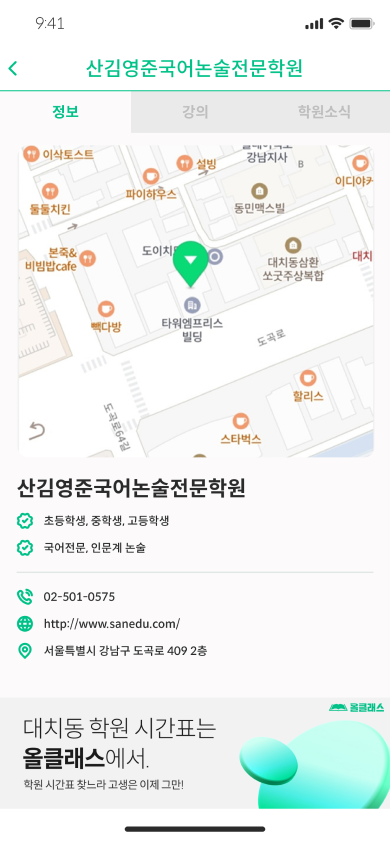 9:41
산김영준국어논술전문학원
정보
강의
학원소식
이삭토스트
설빙
강남지사
B
파이하우스
이디야커
둘둘치킨
동민맥스빌
본죽&
비빔밥cafe
도이치
대치동삼환
쏘굿주상복합
대치
빽다방
타워엠프리스
빌딩
도곡로
할리스
도곡로64길
스타벅스
산김영준국어논술전문학원
초등학생, 중학생, 고등학생
국어전문, 인문계 논술
02-501-0575
http://www.sanedu.com/
서울특별시 강남구 도곡로 409 2층
올클래스
대치동 학원 시간표는
올클래스에서.
학원 시간표 찾느라 고생은 이제 그만!